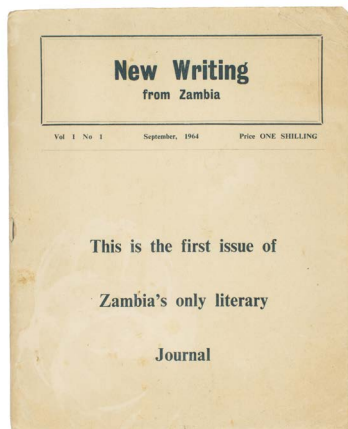 New Writing
from Zambia
Vol 1 No 1 September, 1964 Price ONE SHILLING
This is the first issue of
Zambia's only literary
Journal